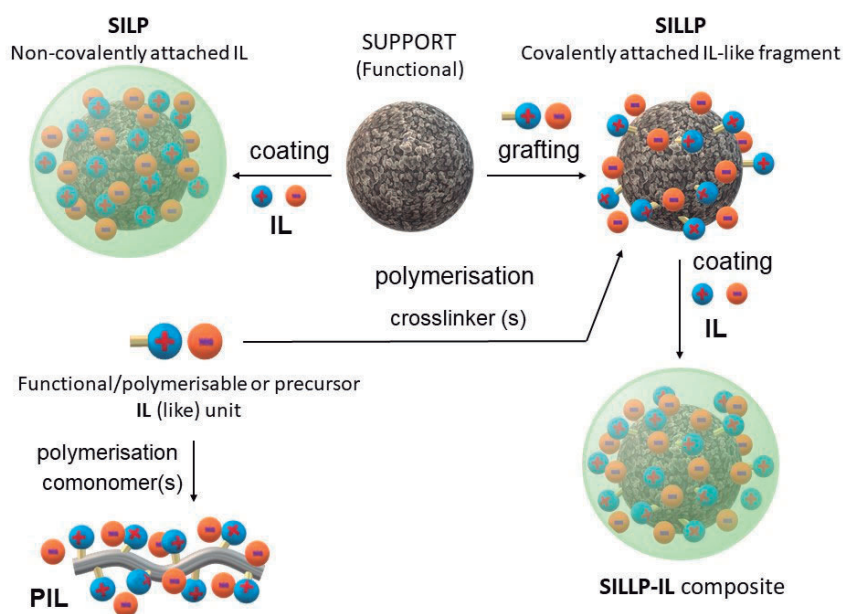 SILP
Non-covalently attached IL
SUPPORT
(Functional)
SILLP
Covalently attached IL-like fragment
coating
IL
grafting
polymerisation
crosslinker (s)
coating
IL
Functional/polymerisable or precursor
IL (like) unit
polymerisation
comonomer(s)
PIL
SILLP-IL composite